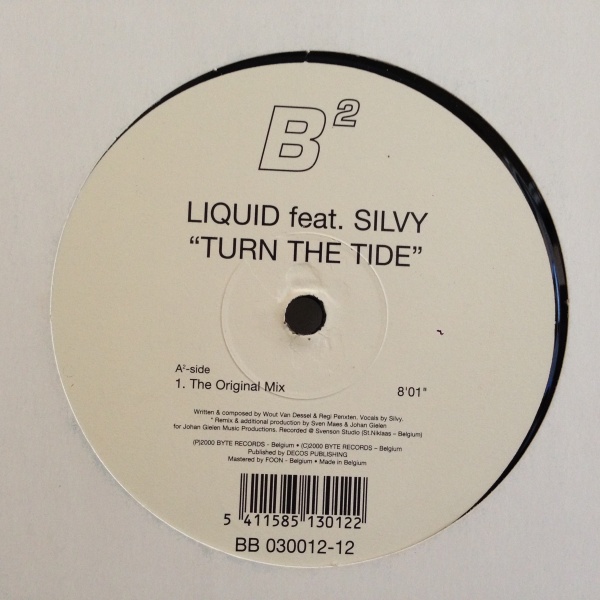 B²
LIQUID feat. SILVY
“TURN THE TIDE”
A²-side
1. The Original Mix 8'01"
Written & composed by Wout Van Dessel & Regi Penxten. Vocals by Silvy.
* Remix & additional production by Sven Maes & Johan Gielen
for Johan Gielen Music Productions. Recorded @ Svenson Studio (St.Niklaas – Belgium)
(P)2000 BYTE RECORDS - Belgium • (C)2000 BYTE RECORDS – Belgium
Published by DECOS PUBLISHING
Mastered by FOON - Belgium • Made in Belgium
5 411585 130122
BB 030012-12